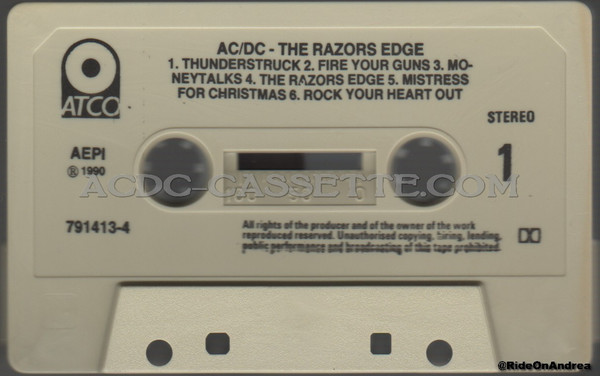 AC/DC - THE RAZORS EDGE
1. THUNDERSTRUCK 2. FIRE YOUR GUNS 3. MO-
NEYTALKS 4. THE RAZORS EDGE 5. MISTRESS
FOR CHRISTMAS 6. ROCK YOUR HEART OUT
ATCO
STEREO
1
AEPI
℗ 1990
ACDC-CASSETTE.COM
791413-4
All rights of the producer and of the owner of the work
reproduced reserved. Unauthorised copying, hiring, lending,
public performance and broadcasting of this tape prohibited.
@RideOnAndrea